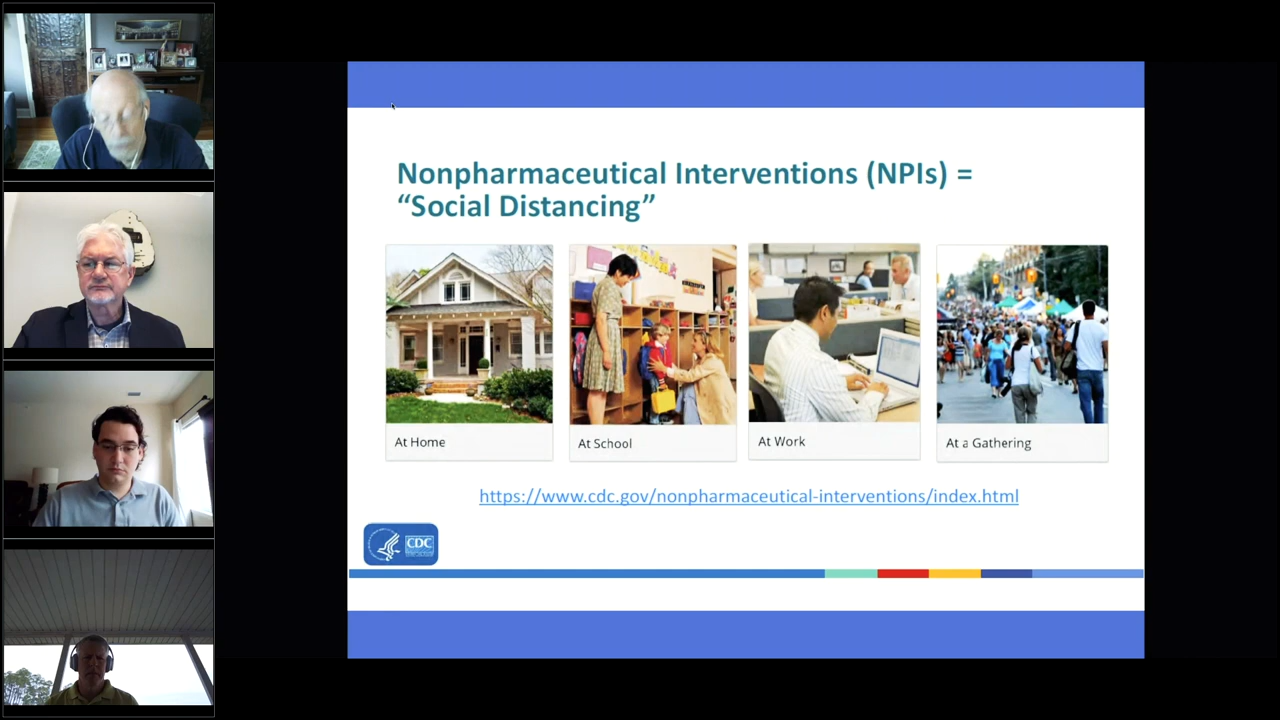 Nonpharmaceutical Interventions (NPIs) =
“Social Distancing”
At Home
At School
At Work
At a Gathering
https://www.cdc.gov/nonpharmaceutical-interventions/index.html
CDC